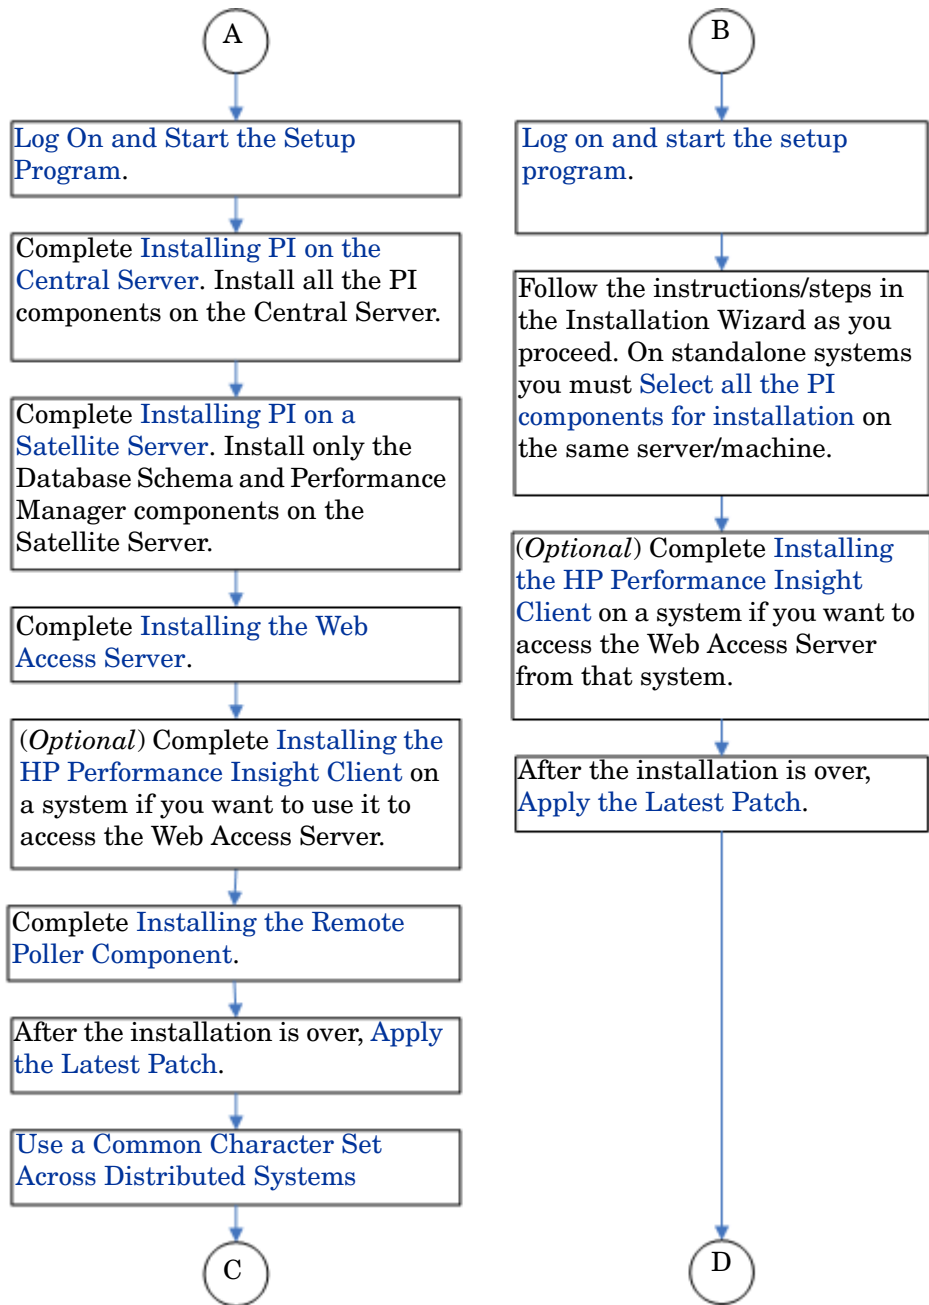 A
Log On and Start the Setup
Program.
Complete Installing PI on the
Central Server. Install all the PI
components on the Central Server.
Complete Installing PI on a
Satellite Server. Install only the
Database Schema and Performance
Manager components on the
Satellite Server.
Complete Installing the Web
Access Server.
(Optional) Complete Installing the
HP Performance Insight Client on
a system if you want to use it to
access the Web Access Server.
Complete Installing the Remote
Poller Component.
After the installation is over, Apply
the Latest Patch.
Use a Common Character Set
Across Distributed Systems
C
B
Log on and start the setup
program.
Follow the instructions/steps in
the Installation Wizard as you
proceed. On standalone systems
you must Select all the PI
components for installation on
the same server/machine.
(Optional) Complete Installing
the HP Performance Insight
Client on a system if you want to
access the Web Access Server
from that system.
After the installation is over,
Apply the Latest Patch.
D